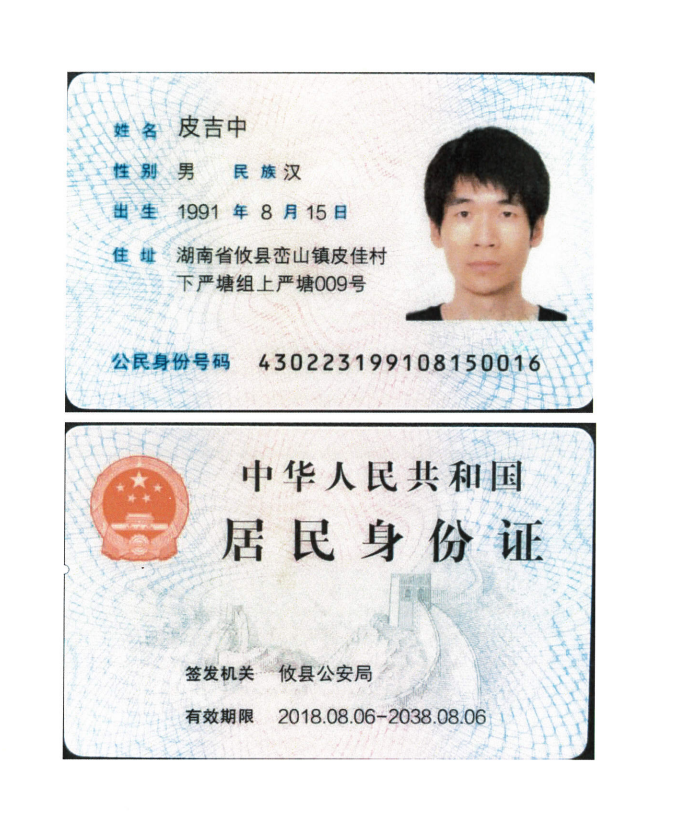 姓名 皮吉中
性别 男 民族 汉
出生 1991 年 8 月 15 日
住址 湖南省攸县峦山镇皮佳村
下严塘组上严塘009号
公民身份号码 430223199108150016
中华人民共和国
居民身份证
签发机关 攸县公安局
有效期限 2018.08.06-2038.08.06